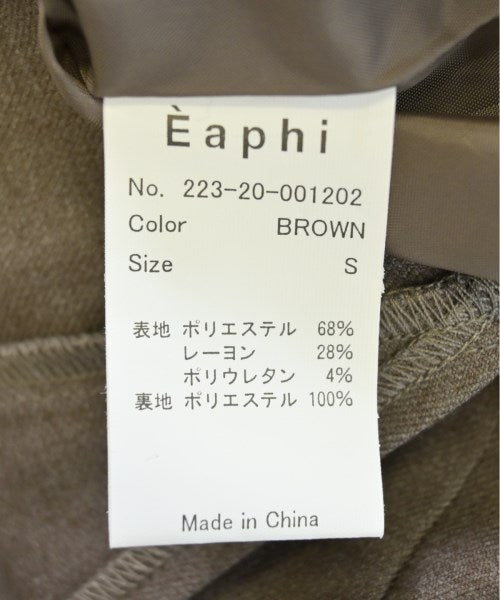 Èaphi
No. 223-20-001202
Color BROWN
Size S
表地 ポリエステル 68%
レーヨン 28%
ポリウレタン 4%
裏地 ポリエステル 100%
Made in China